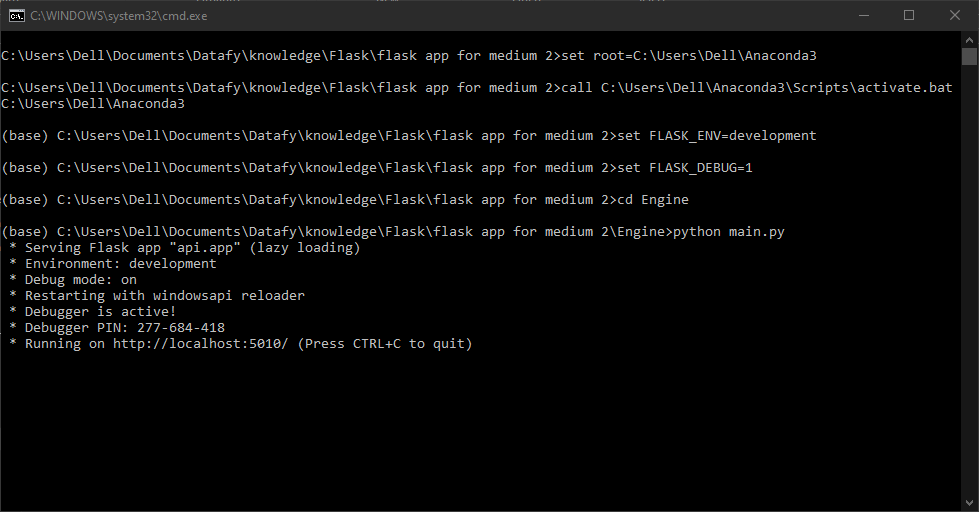 C:\WINDOWS\system32\cmd.exe
C:\Users\Dell\Documents\Datafy\knowledge\Flask\flask app for medium 2>set root=C:\Users\Dell\Anaconda3
C:\Users\Dell\Documents\Datafy\knowledge\Flask\flask app for medium 2>call C:\Users\Dell\Anaconda3\Scripts\activate.bat
C:\Users\Dell\Anaconda3
(base) C:\Users\Dell\Documents\Datafy\knowledge\Flask\flask app for medium 2>set FLASK_ENV=development
(base) C:\Users\Dell\Documents\Datafy\knowledge\Flask\flask app for medium 2>set FLASK_DEBUG=1
(base) C:\Users\Dell\Documents\Datafy\knowledge\Flask\flask app for medium 2>cd Engine
(base) C:\Users\Dell\Documents\Datafy\knowledge\Flask\flask app for medium 2\Engine>python main.py
 * Serving Flask app "api.app" (lazy loading)
 * Environment: development
 * Debug mode: on
 * Restarting with windowsapi reloader
 * Debugger is active!
 * Debugger PIN: 277-684-418
 * Running on http://localhost:5010/ (Press CTRL+C to quit)